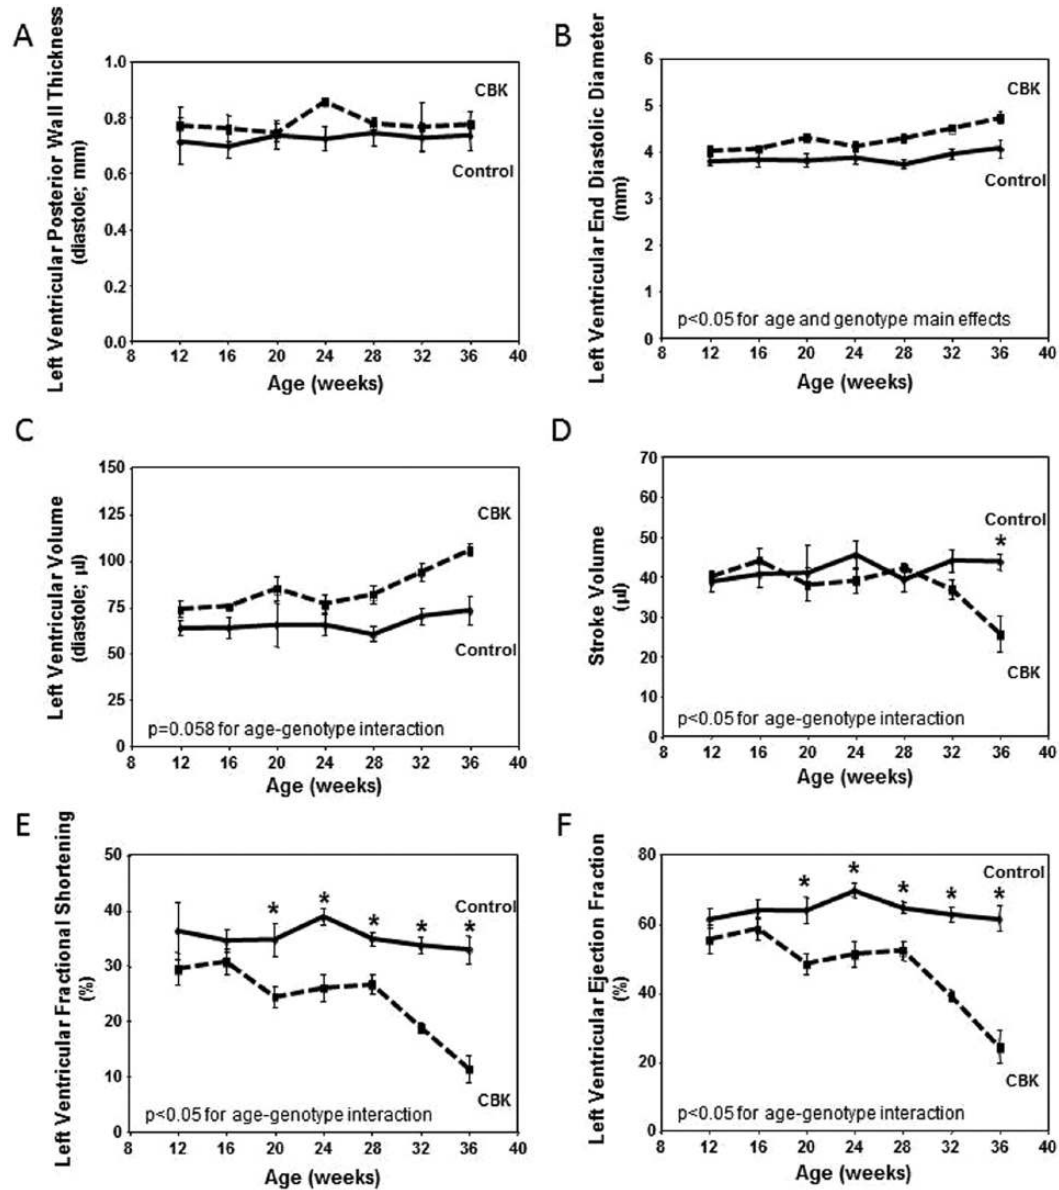 A
Left Ventricular Posterior Wall Thickness
(diastole; mm)
1.0
0.8
0.6
0.4
0.2
0.0
CBK
Control
8 12 16 20 24 28 32 36 40
Age (weeks)
B
Left Ventricular End Diastolic Diameter
(mm)
6
5
4
3
2
1
0
CBK
Control
p<0.05 for age and genotype main effects
8 12 16 20 24 28 32 36 40
Age (weeks)
C
Left Ventricular Volume
(diastole; µl)
150
125
100
75
50
25
0
CBK
Control
p=0.058 for age-genotype interaction
8 12 16 20 24 28 32 36 40
Age (weeks)
D
Stroke Volume
(µl)
70
60
50
40
30
20
10
0
Control
*
CBK
p<0.05 for age-genotype interaction
8 12 16 20 24 28 32 36 40
Age (weeks)
E
Left Ventricular Fractional Shortening
(%)
50
40
30
20
10
0
Control
* * * * *
CBK
p<0.05 for age-genotype interaction
8 12 16 20 24 28 32 36 40
Age (weeks)
F
Left Ventricular Ejection Fraction
(%)
80
60
40
20
0
Control
* * * * *
CBK
p<0.05 for age-genotype interaction
8 12 16 20 24 28 32 36 40
Age (weeks)